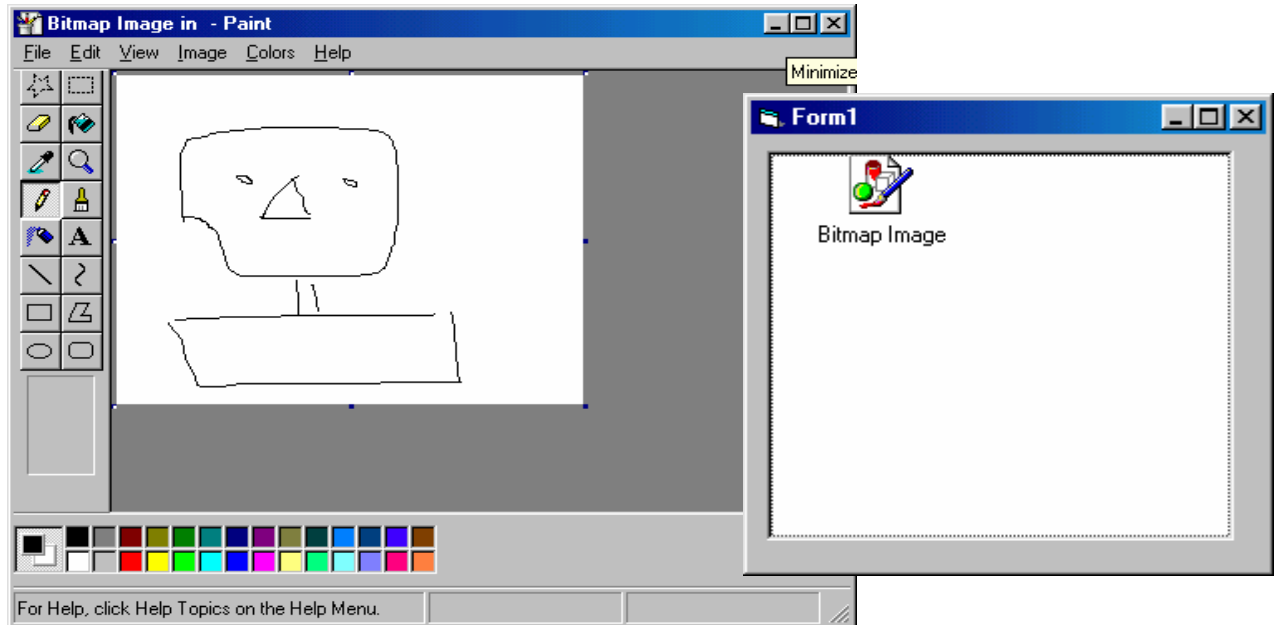 Bitmap Image in - Paint
File Edit View Image Colors Help
Minimize
Form1
Bitmap Image
A
For Help, click Help Topics on the Help Menu.